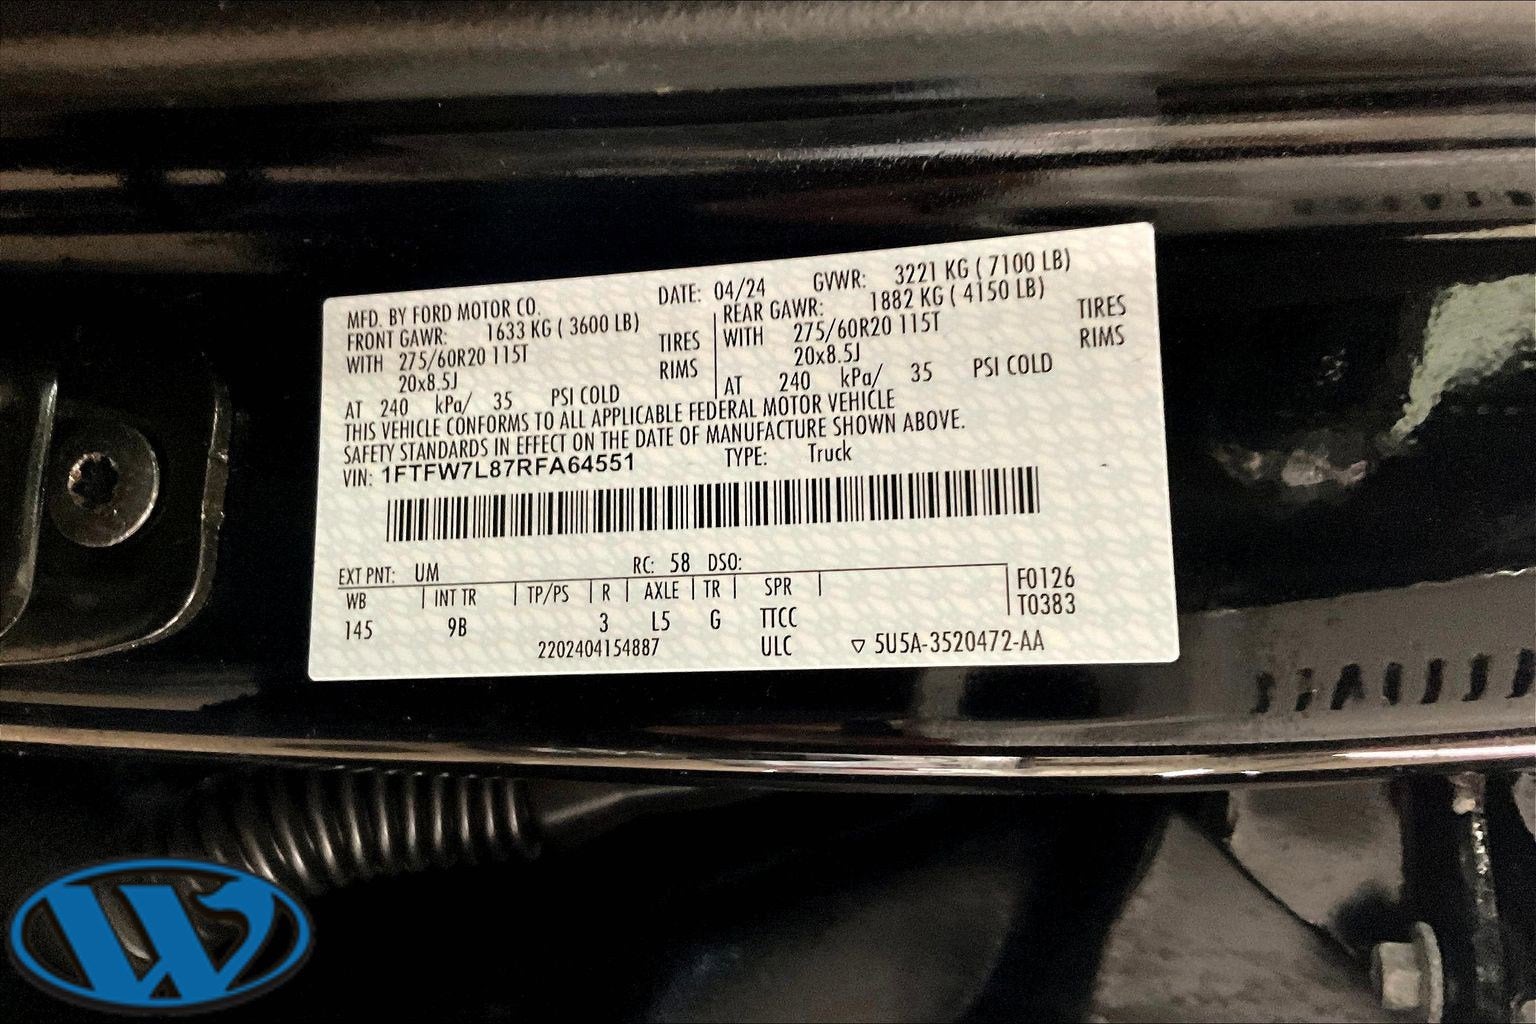 MFD. BY FORD MOTOR CO. DATE: 04/24 GVWR: 3221 KG ( 7100 LB)
FRONT GAWR: 1633 KG ( 3600 LB) REAR GAWR: 1882 KG ( 4150 LB)
WITH 275/60R20 115T TIRES WITH 275/60R20 115T TIRES
20x8.5J RIMS 20x8.5J RIMS
AT 240 kPa/ 35 PSI COLD AT 240 kPa/ 35 PSI COLD
THIS VEHICLE CONFORMS TO ALL APPLICABLE FEDERAL MOTOR VEHICLE
SAFETY STANDARDS IN EFFECT ON THE DATE OF MANUFACTURE SHOWN ABOVE.
VIN: 1FTFW7L87RFA64551 TYPE: Truck
EXT PNT: UM RC: 58 DSO:
WB INT TR TP/PS R AXLE TR SPR F0126
145 9B 3 L5 G TTCC T0383
2202404154887 ULC ▽ 5U5A-3520472-AA
W